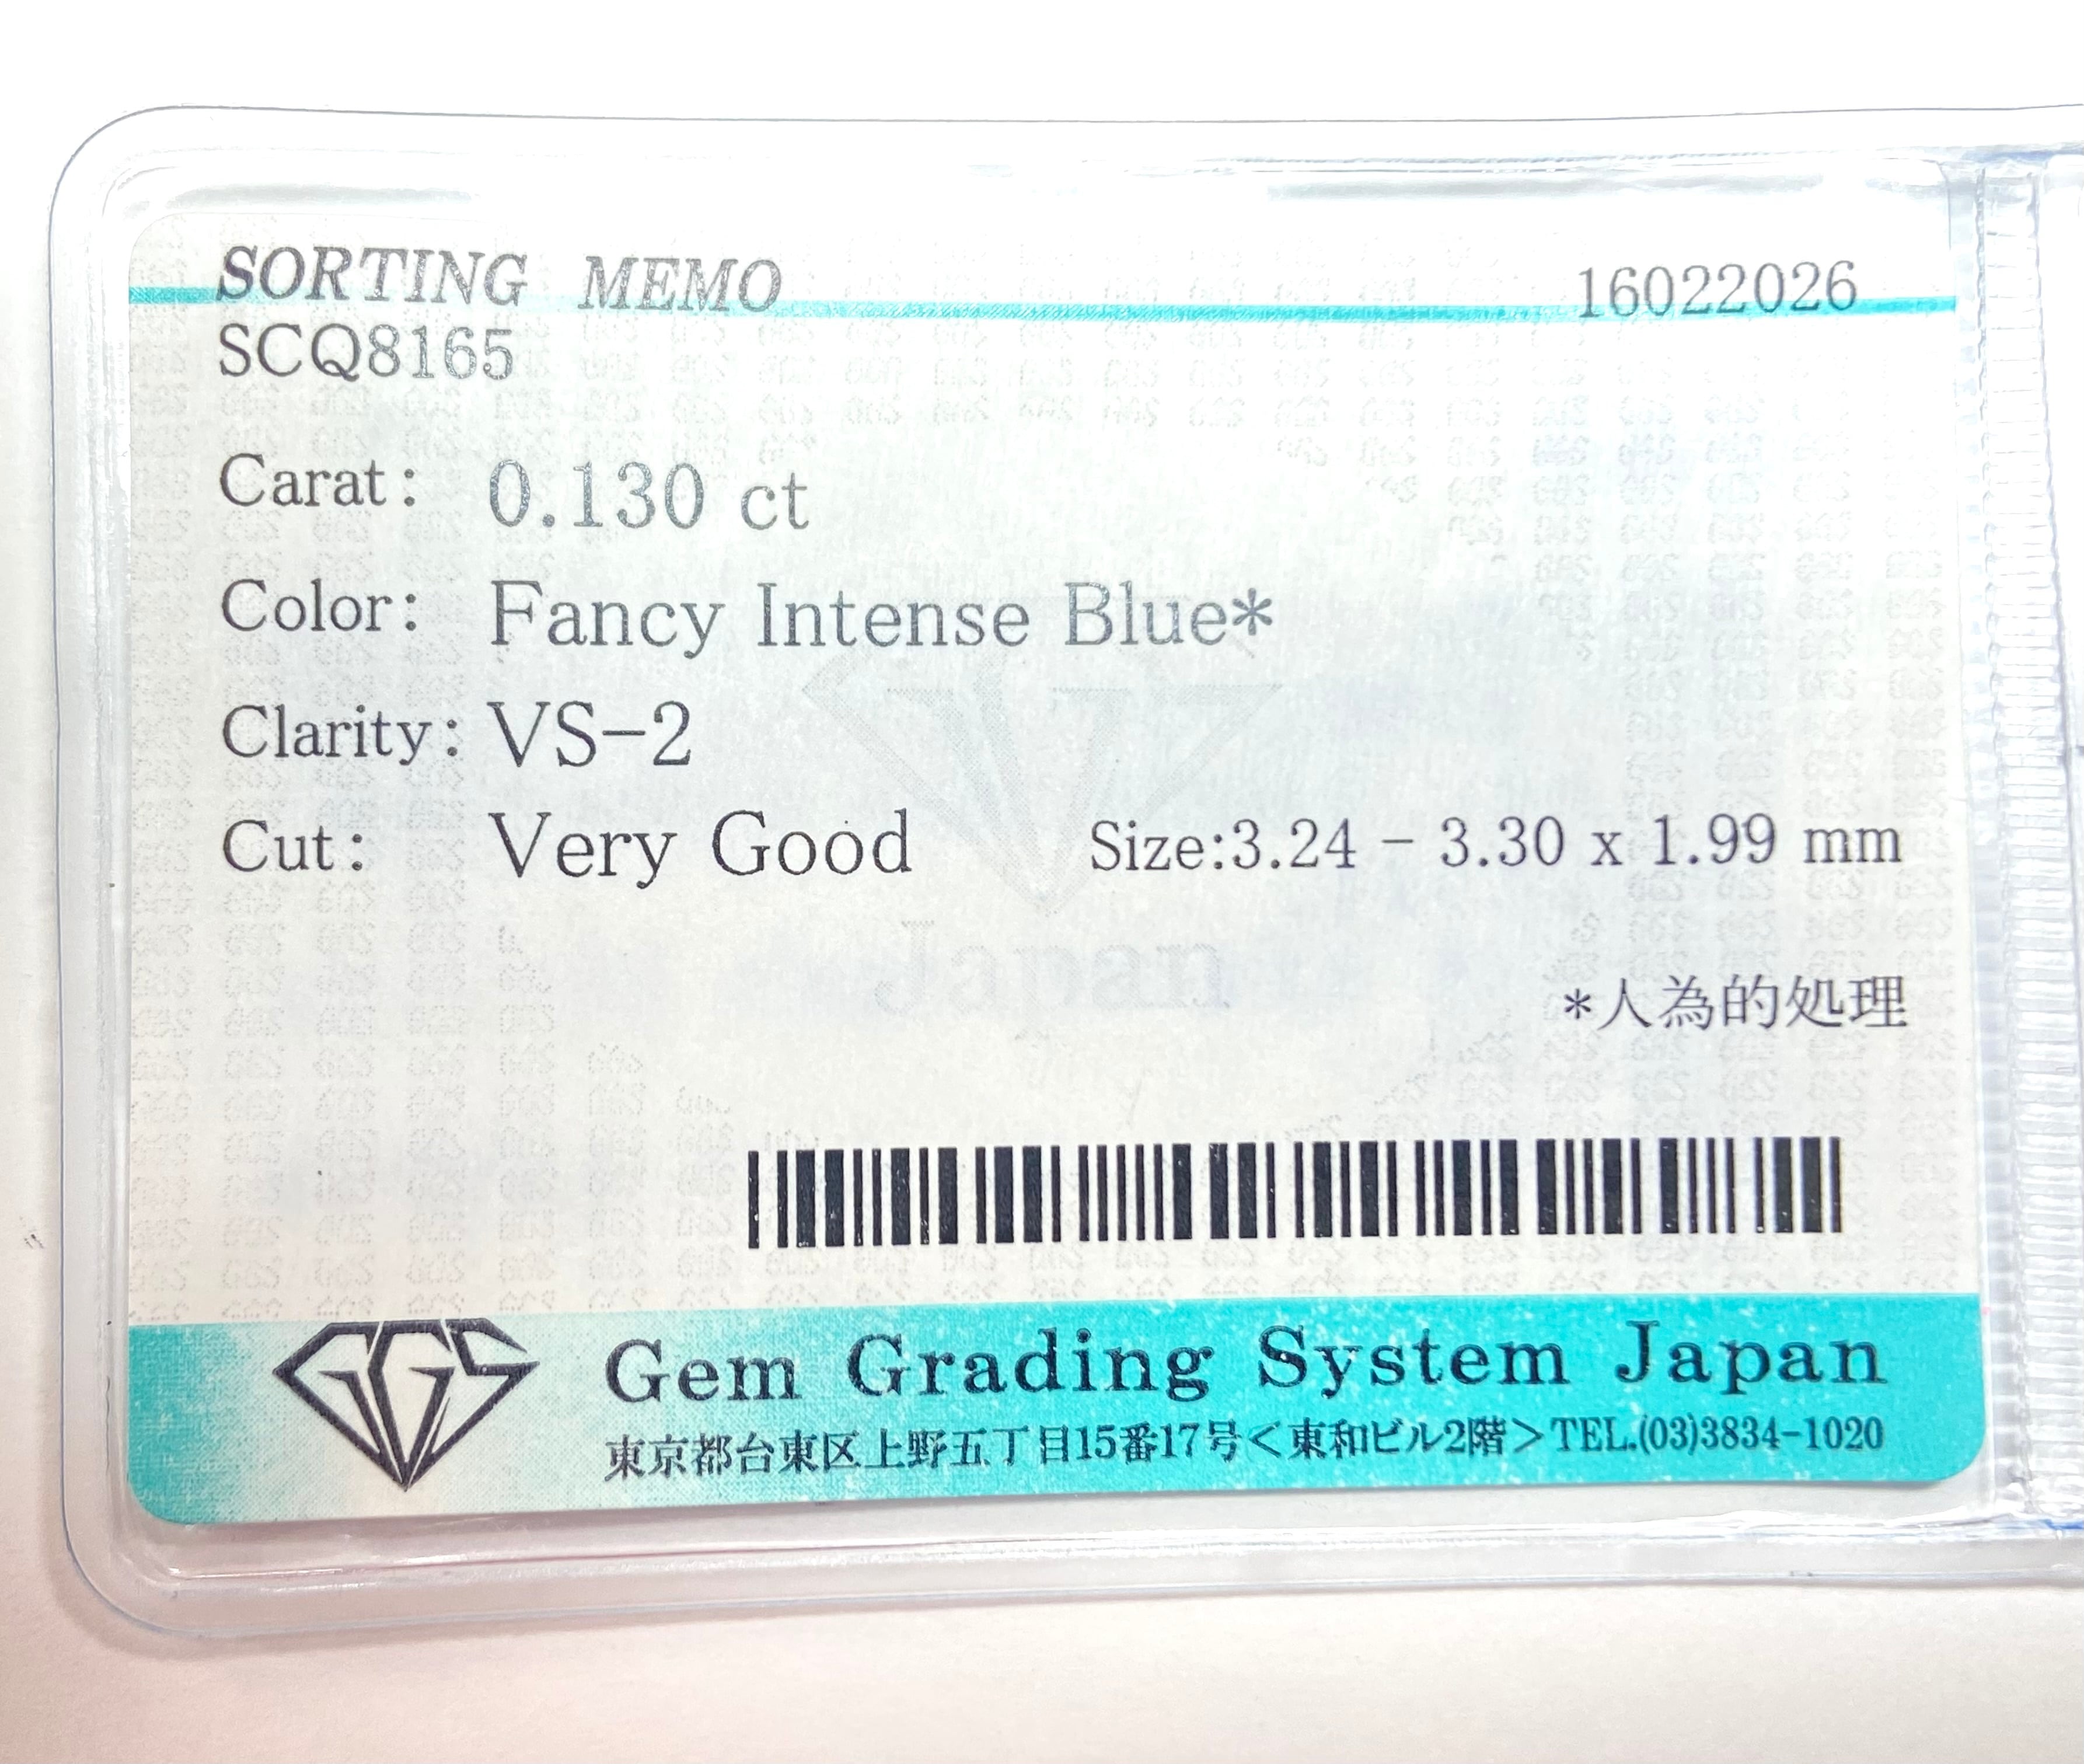 SORTING MEMO 16022026
SCQ8165
Carat: 0.130 ct
Color: Fancy Intense Blue*
Clarity: VS-2
Cut: Very Good Size:3.24 - 3.30 x 1.99 mm
Japan
*人為的処理
GGS Gem Grading System Japan
東京都台東区上野五丁目15番17号<東和ビル2階>TEL.(03)3834-1020